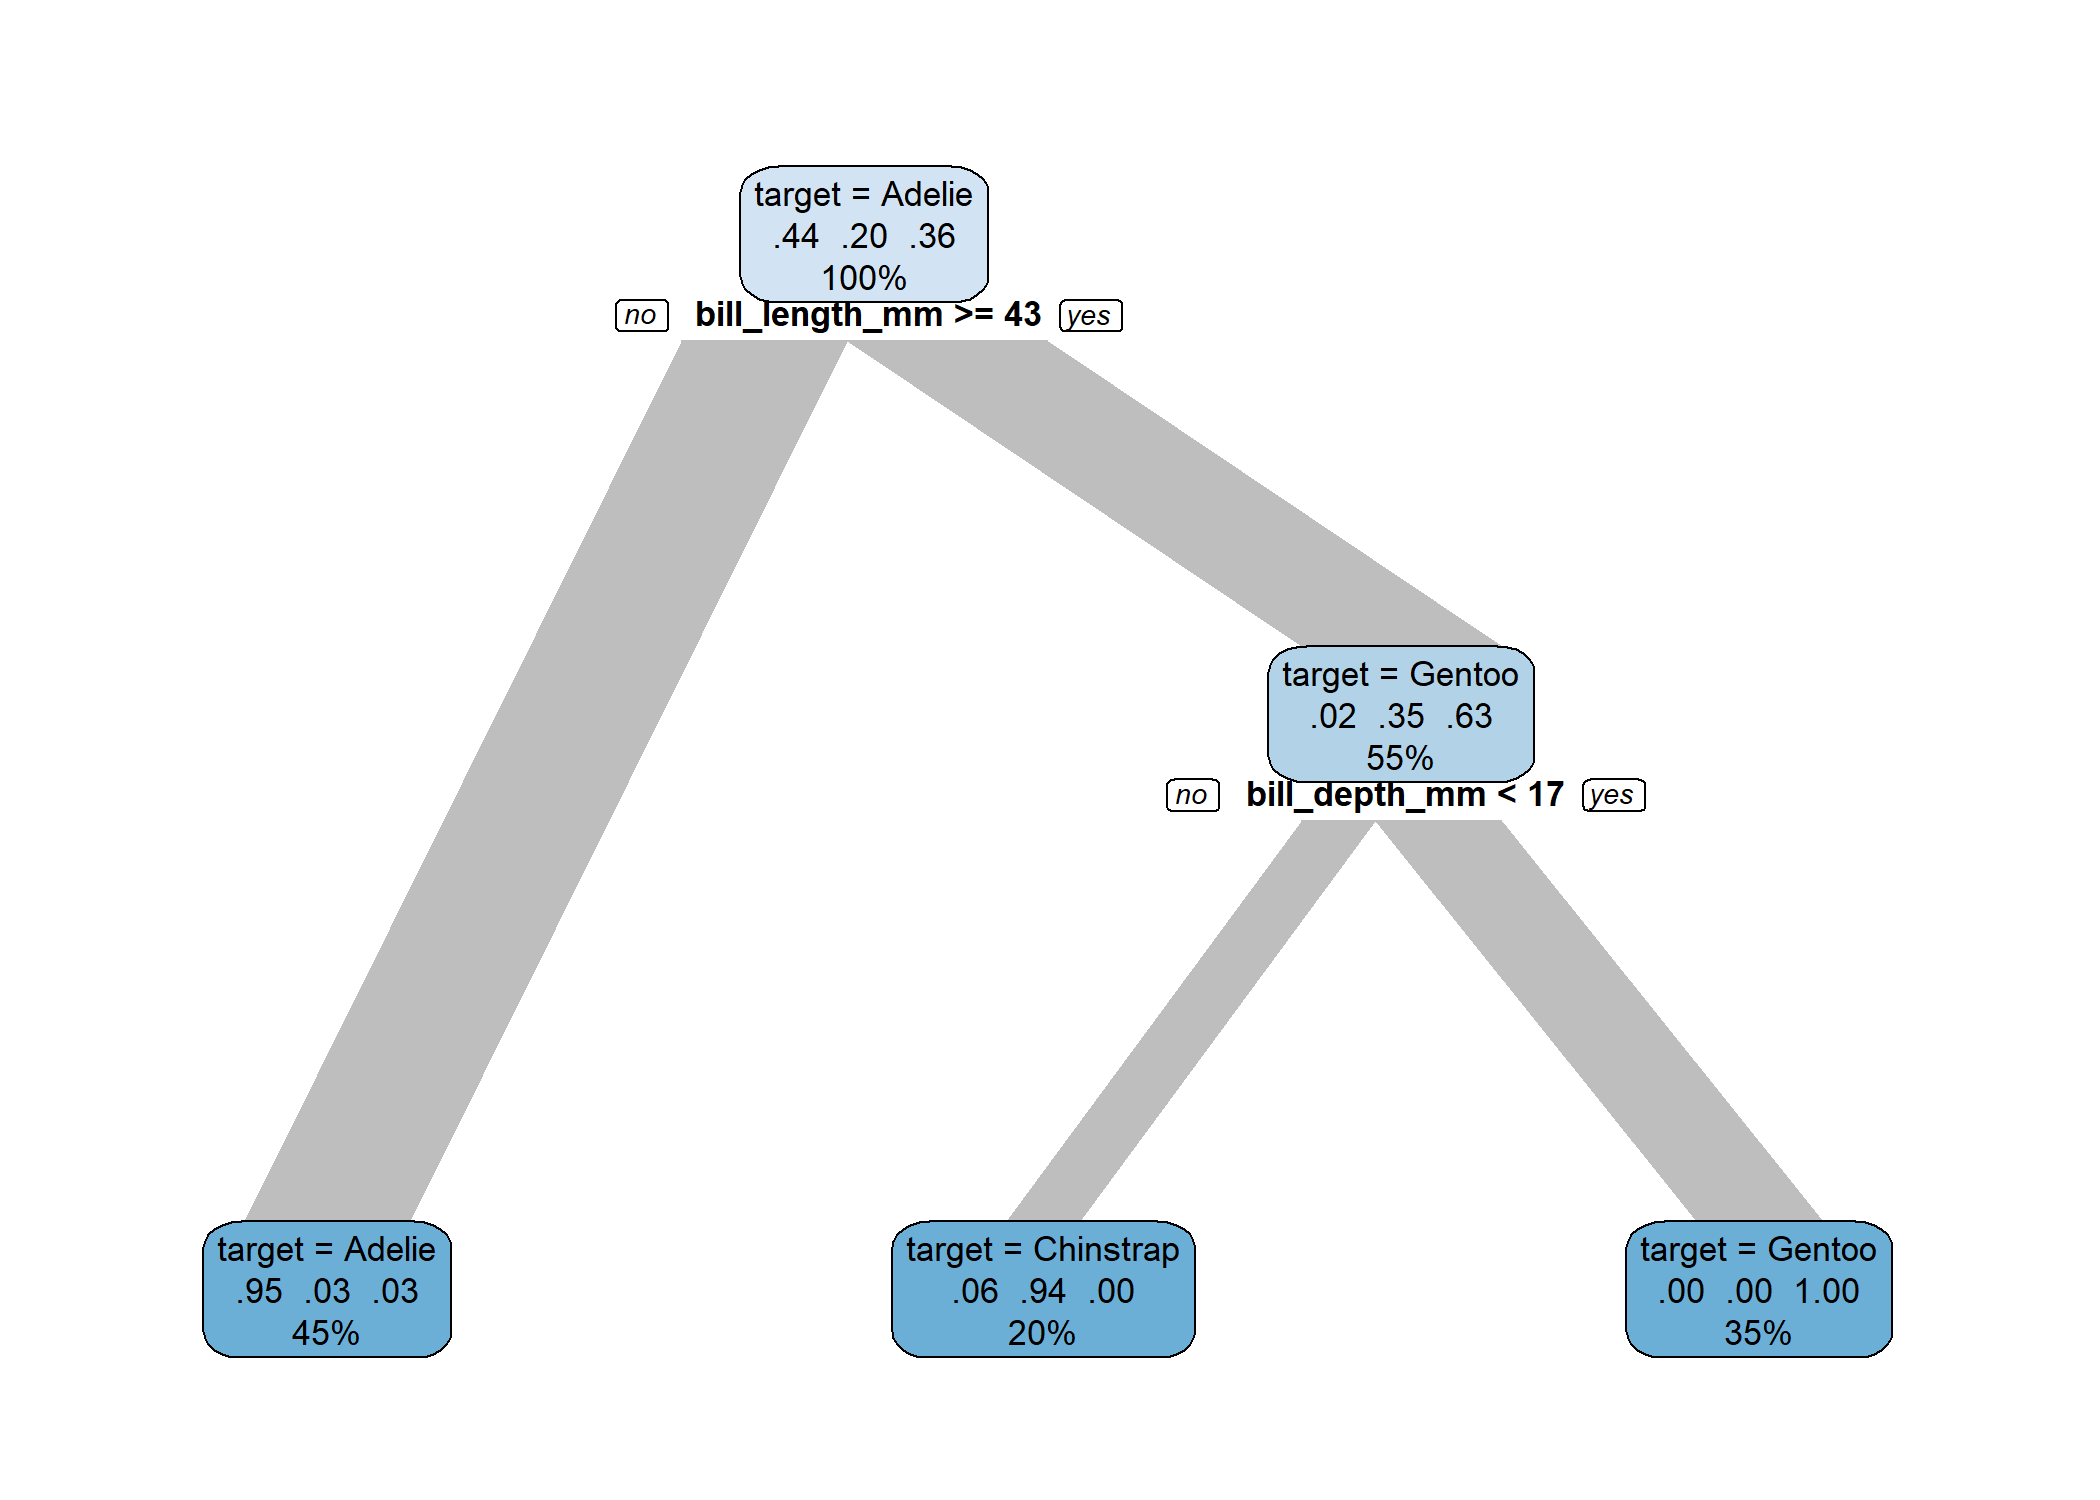 target = Adelie
.44 .20 .36
100%
no bill_length_mm >= 43 yes
target = Gentoo
.02 .35 .63
55%
no bill_depth_mm < 17 yes
target = Adelie
.95 .03 .03
45%
target = Chinstrap
.06 .94 .00
20%
target = Gentoo
.00 .00 1.00
35%